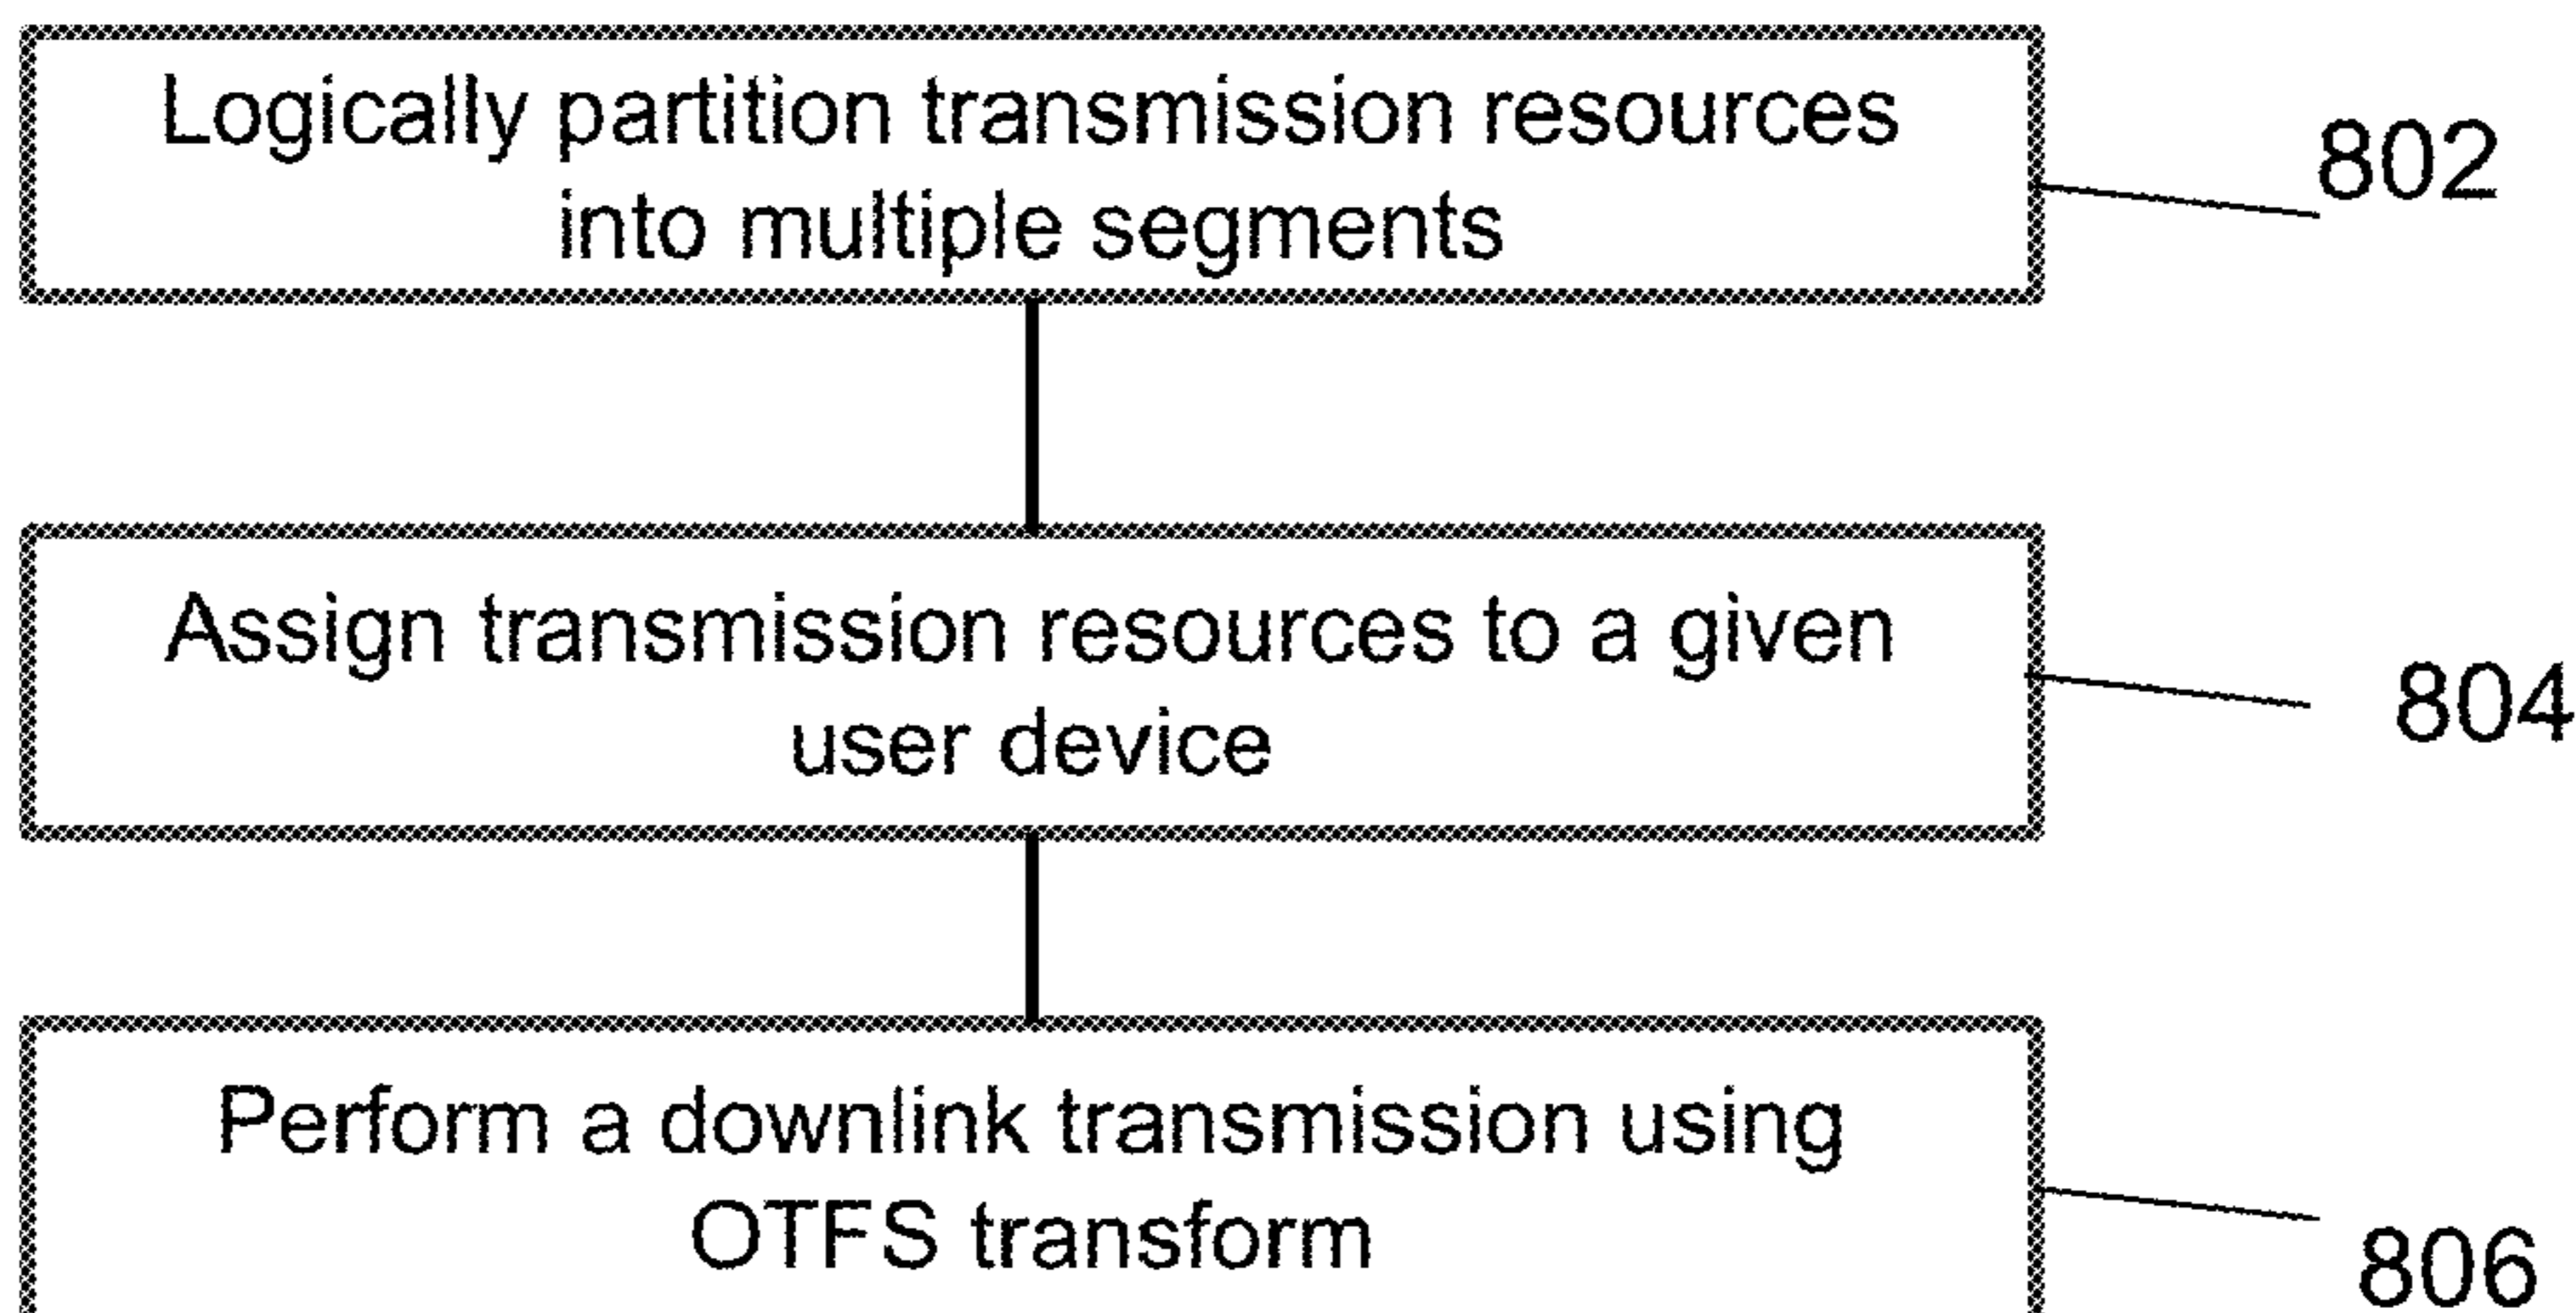 Logically partition transmission resources
into multiple segments
802
Assign transmission resources to a given
user device
804
Perform a downlink transmission using
OTFS transform
806